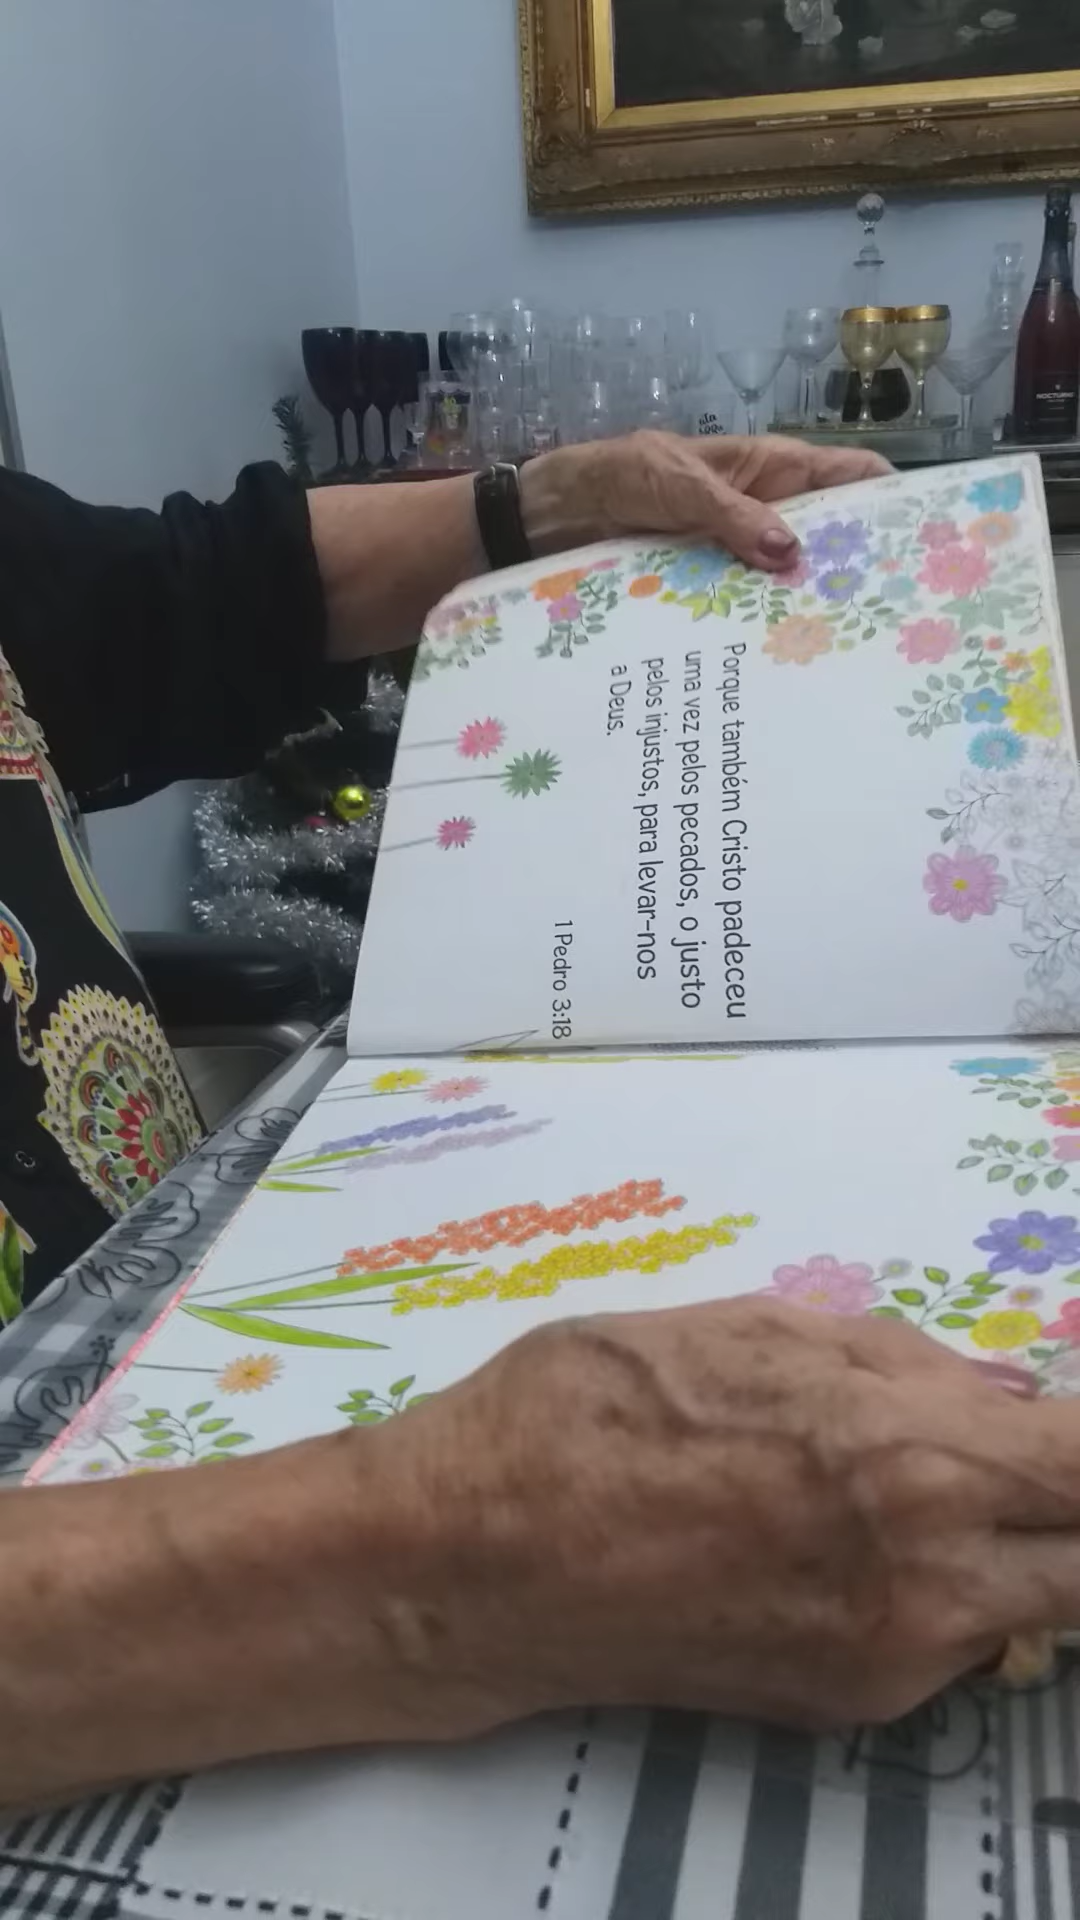 Porque também Cristo padeceu
uma vez pelos pecados, o justo
pelos injustos, para levar-nos
a Deus.
1 Pedro 3:18
NOCTURNO